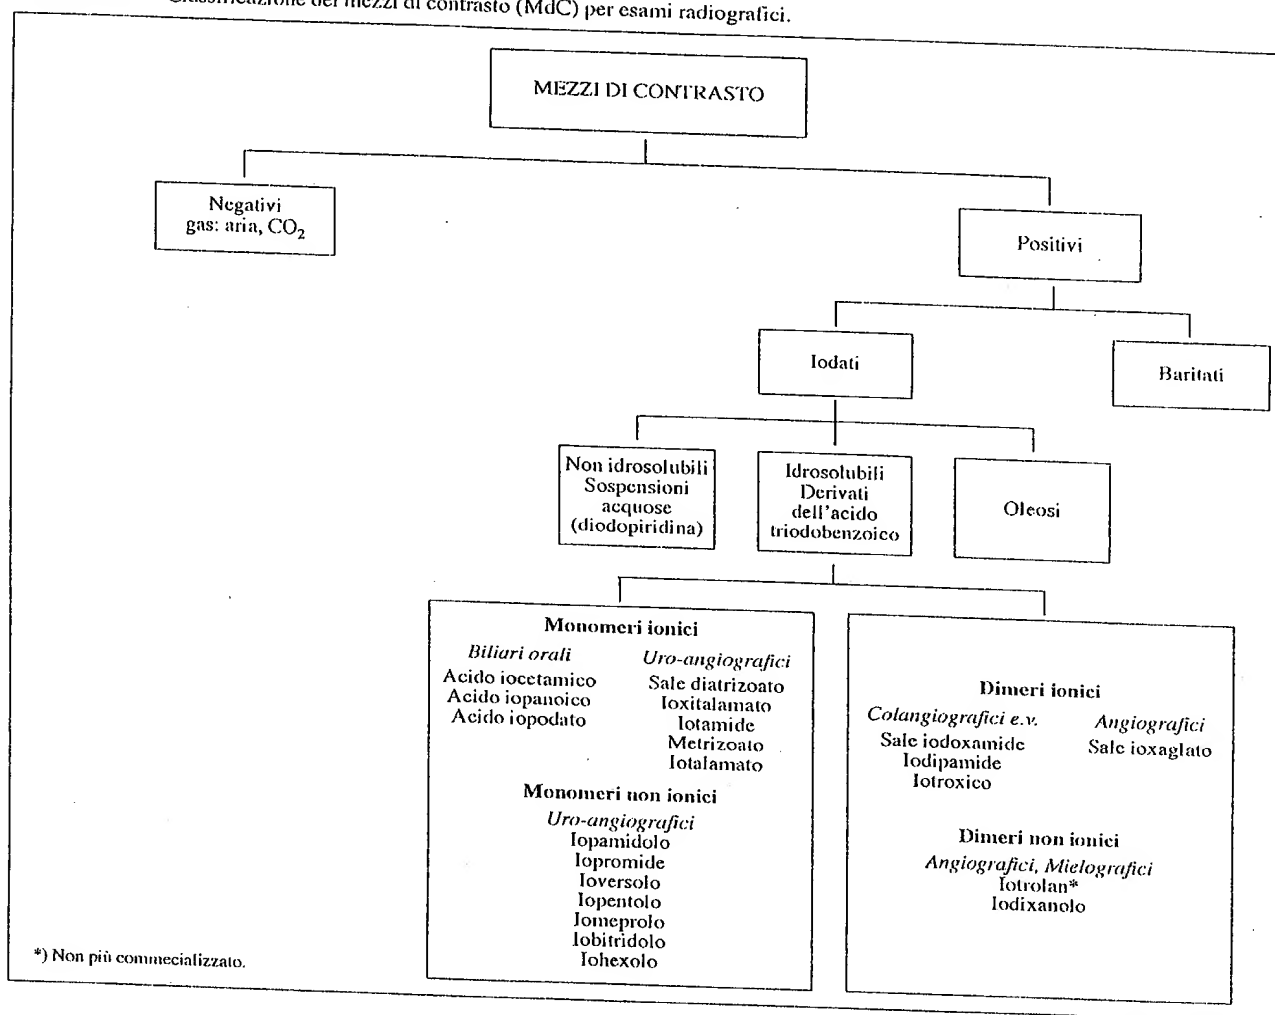 Classificazione dei mezzi di contrasto (MdC) per esami radiografici.
MEZZI DI CONTRASTO
Negativi
gas: aria, CO₂
Positivi
Iodati
Baritati
Non idrosolubili
Sospensioni
acquose
(diodopiridina)
Idrosolubili
Derivati
dell'acido
triodobenzoico
Oleosi
Monomeri ionici
Biliari orali
Acido iocetamico
Acido iopanoico
Acido iopodato
Uro-angiografici
Sale diatrizoato
Ioxitalamato
Iotamide
Metrizoato
Iotalamato
Monomeri non ionici
Uro-angiografici
Iopamidolo
Iopromide
Ioversolo
Iopentolo
Iomeprolo
Iobitridolo
Iohexolo
Dimeri ionici
Colangiografici e.v.
Sale iodoxamide
Iodipamide
Iotroxico
Angiografici
Sale ioxaglato
Dimeri non ionici
Angiografici, Mielografici
Iotrolan*
Iodixanolo
*) Non più commecializzato.